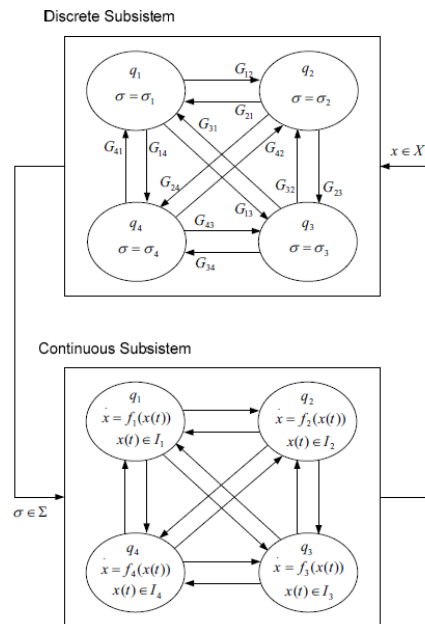 Discrete Subsistem
q₁
σ = σ₁
G₁₂
q₂
σ = σ₂
G₂₁
G₃₁
G₄₁
G₁₄
G₄₂
G₂₄
G₃₂
G₂₃
x ∈ X
G₁₃
q₄
σ = σ₄
G₄₃
q₃
σ = σ₃
G₃₄
Continuous Subsistem
q₁
ẋ = f₁(x(t))
x(t) ∈ I₁
q₂
ẋ = f₂(x(t))
x(t) ∈ I₂
σ ∈ Σ
q₄
ẋ = f₄(x(t))
x(t) ∈ I₄
q₃
ẋ = f₃(x(t))
x(t) ∈ I₃